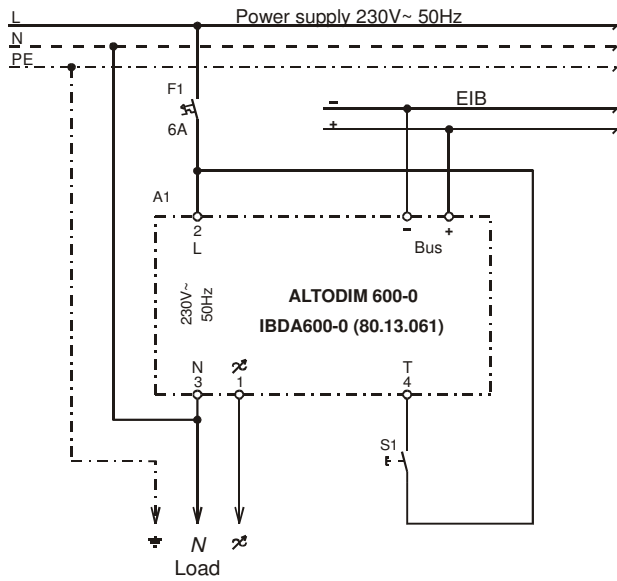 L
Power supply 230V~ 50Hz
N
PE
F1
6A
-
EIB
+
A1
2
L
-
+
Bus
230V~
50Hz
ALTODIM 600-0
IBDA600-0 (80.13.061)
N
T
3
1
4
S1
N
Load